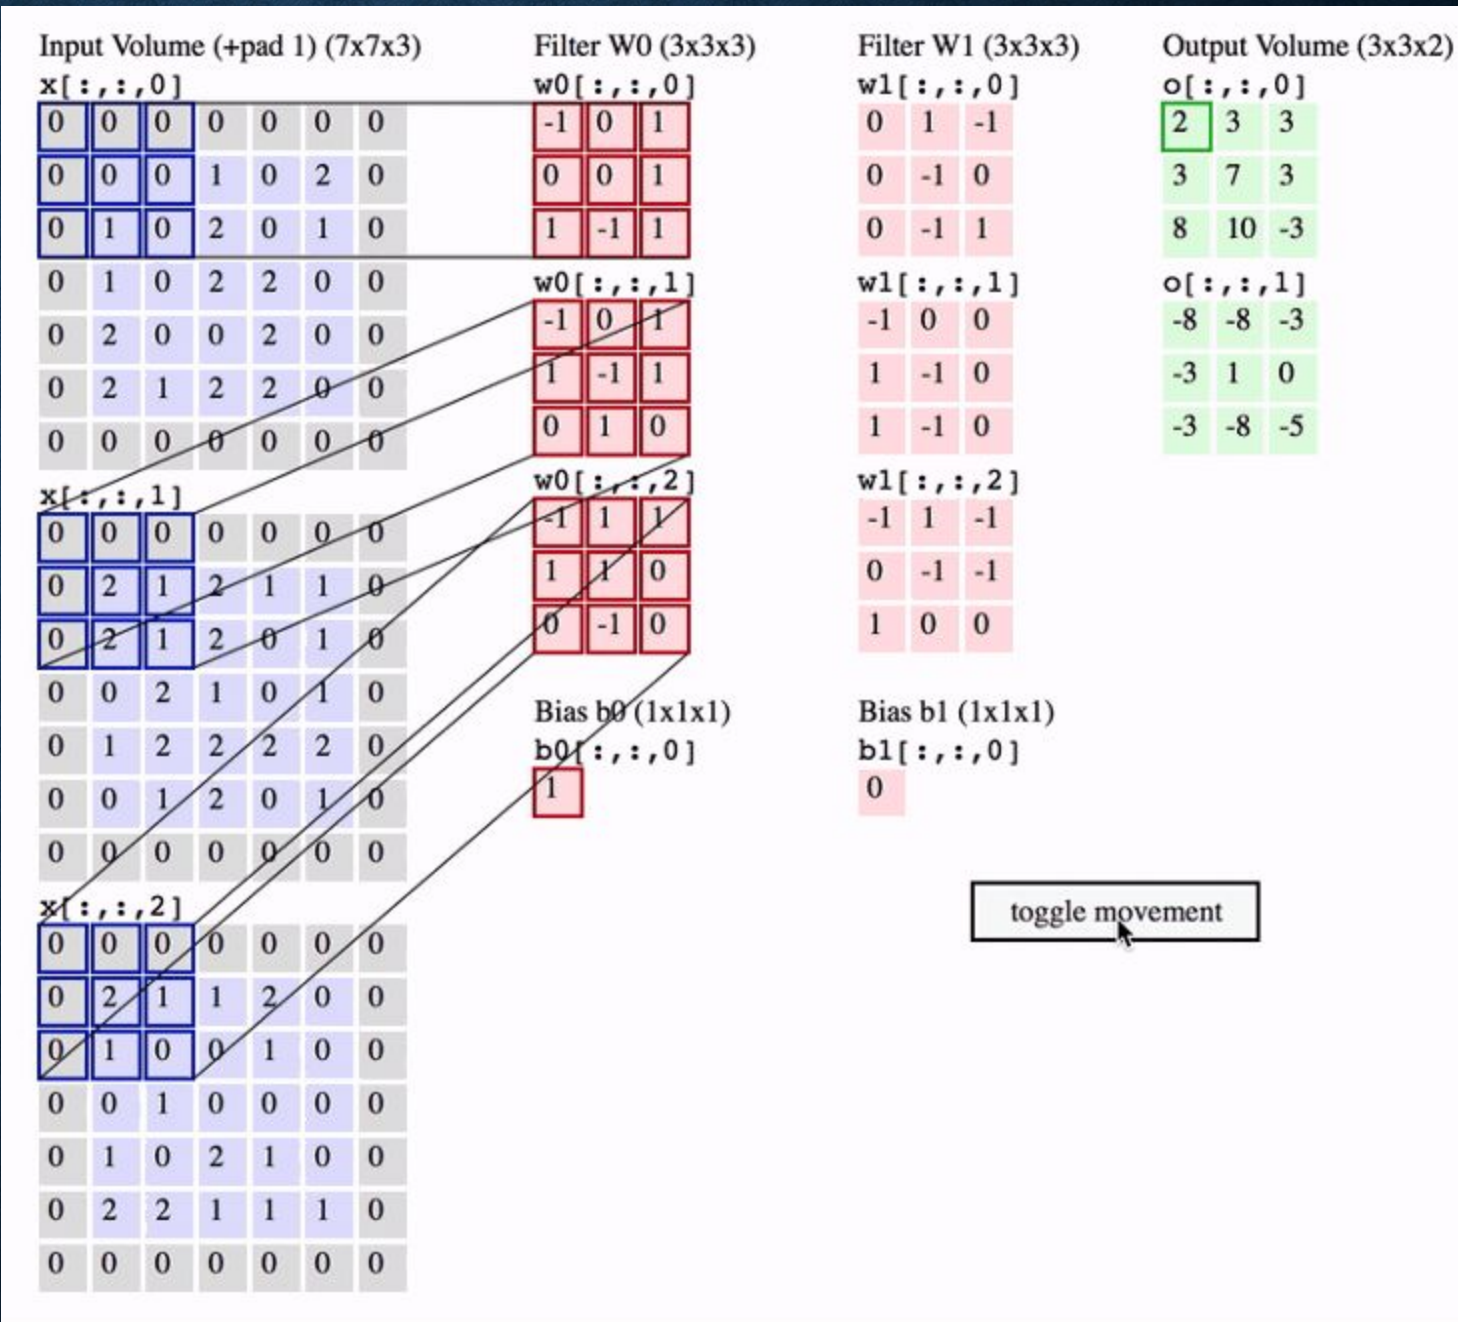 Input Volume (+pad 1) (7x7x3)
x[:,:,0]
0 0 0 0 0 0 0
0 0 0 1 0 2 0
0 1 0 2 0 1 0
0 1 0 2 2 0 0
0 2 0 0 2 0 0
0 2 1 2 2 0 0
0 0 0 0 0 0 0
x[:,:,1]
0 0 0 0 0 0 0
0 2 1 2 1 1 0
0 2 1 2 0 1 0
0 0 2 1 0 1 0
0 1 2 2 2 2 0
0 0 1 2 0 1 0
0 0 0 0 0 0 0
x[:,:,2]
0 0 0 0 0 0 0
0 2 1 1 2 0 0
0 1 0 0 1 0 0
0 0 1 0 0 0 0
0 1 0 2 1 0 0
0 2 2 1 1 1 0
0 0 0 0 0 0 0
Filter W0 (3x3x3)
w0[:,:,0]
-1 0 1
0 0 1
1 -1 1
w0[:,:,1]
-1 0 1
1 -1 1
0 1 0
w0[:,:,2]
-1 1 1
1 1 0
0 -1 0
Bias b0 (1x1x1)
b0[:,:,0]
1
Filter W1 (3x3x3)
w1[:,:,0]
0 1 -1
0 -1 0
0 -1 1
w1[:,:,1]
-1 0 0
1 -1 0
1 -1 0
w1[:,:,2]
-1 1 -1
0 -1 -1
1 0 0
Bias b1 (1x1x1)
b1[:,:,0]
0
Output Volume (3x3x2)
o[:,:,0]
2 3 3
3 7 3
8 10 -3
o[:,:,1]
-8 -8 -3
-3 1 0
-3 -8 -5
toggle movement